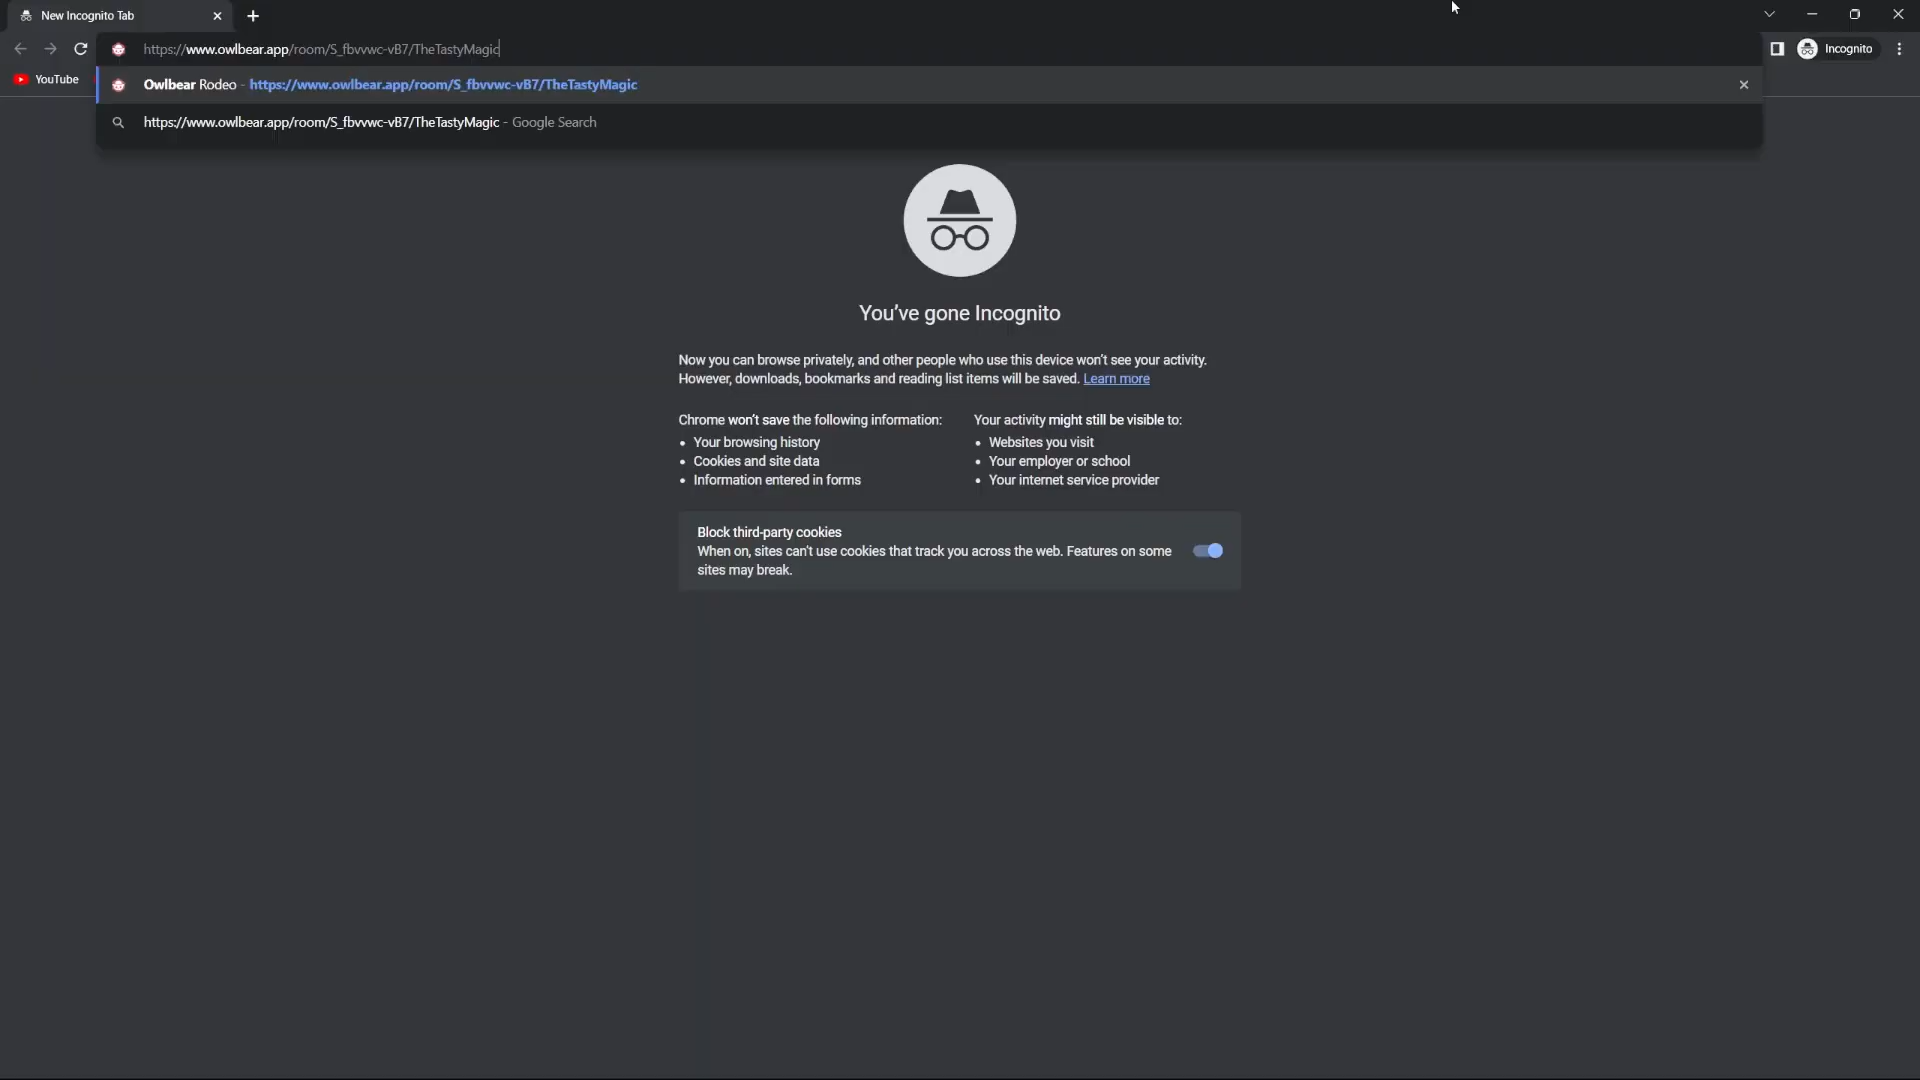 New Incognito Tab
https://www.owlbear.app/room/S_fbvvwc-vB7/TheTastyMagic
Incognito
YouTube
Owlbear Rodeo - https://www.owlbear.app/room/S_fbvvwc-vB7/TheTastyMagic
https://www.owlbear.app/room/S_fbvvwc-vB7/TheTastyMagic - Google Search
You've gone Incognito
Now you can browse privately, and other people who use this device won't see your activity.
However, downloads, bookmarks and reading list items will be saved. Learn more
Chrome won't save the following information:
• Your browsing history
• Cookies and site data
• Information entered in forms
Your activity might still be visible to:
• Websites you visit
• Your employer or school
• Your internet service provider
Block third-party cookies
When on, sites can't use cookies that track you across the web. Features on some
sites may break.